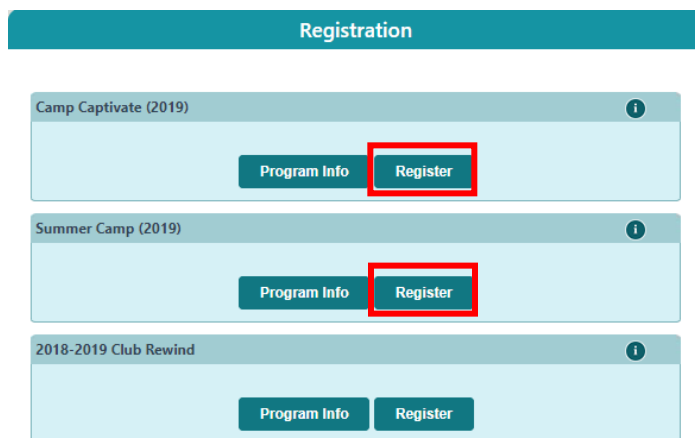 Registration
Camp Captivate (2019)
i
Program Info Register
Summer Camp (2019)
i
Program Info Register
2018-2019 Club Rewind
i
Program Info Register